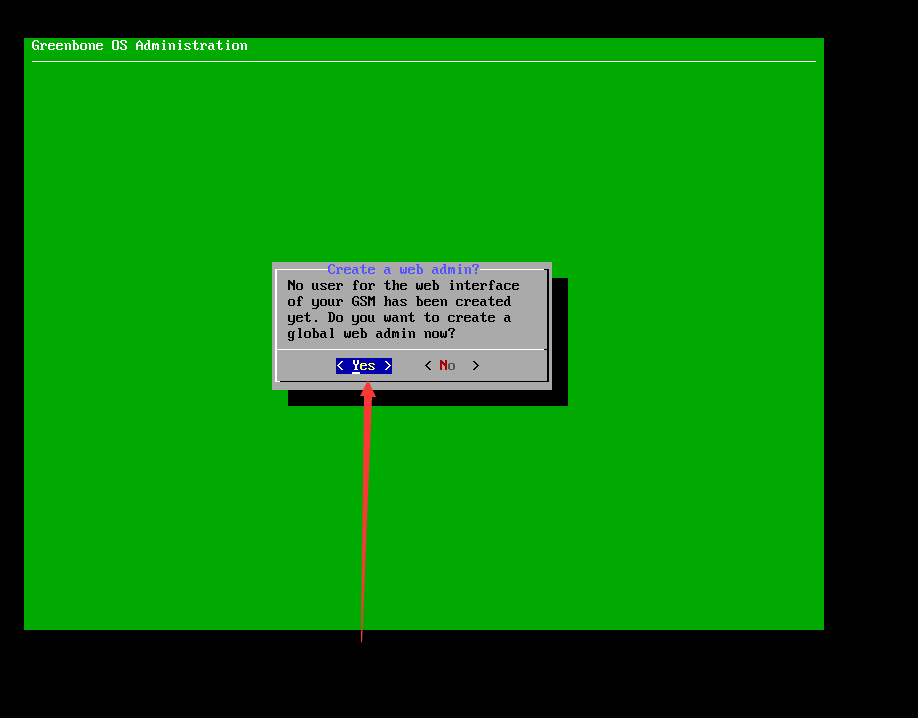 Greenbone OS Administration
Create a web admin?
No user for the web interface
of your GSM has been created
yet. Do you want to create a
global web admin now?
< Yes > < No >